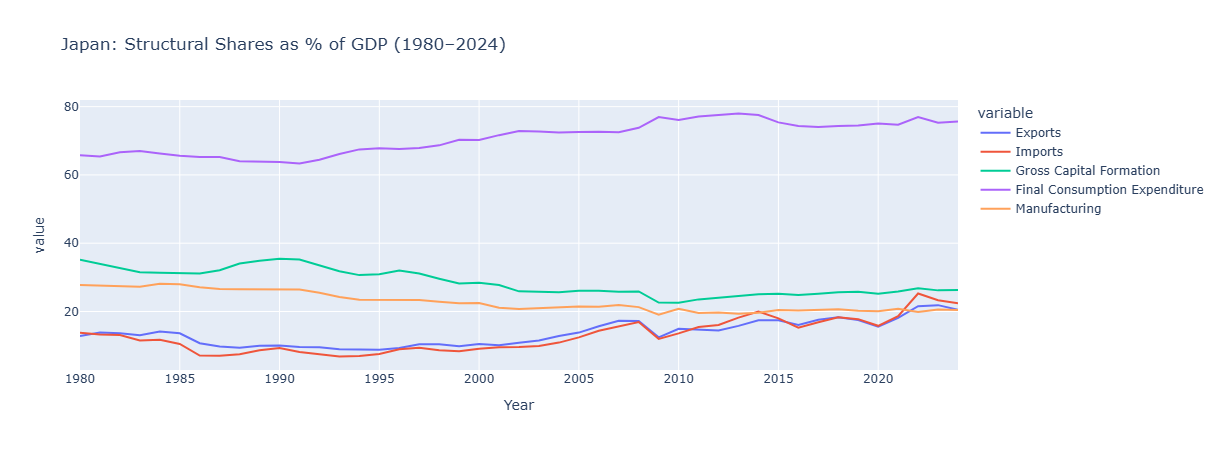 Japan: Structural Shares as % of GDP (1980–2024)
variable
Exports
Imports
Gross Capital Formation
Final Consumption Expenditure
Manufacturing
value
80
60
40
20
1980 1985 1990 1995 2000 2005 2010 2015 2020
Year